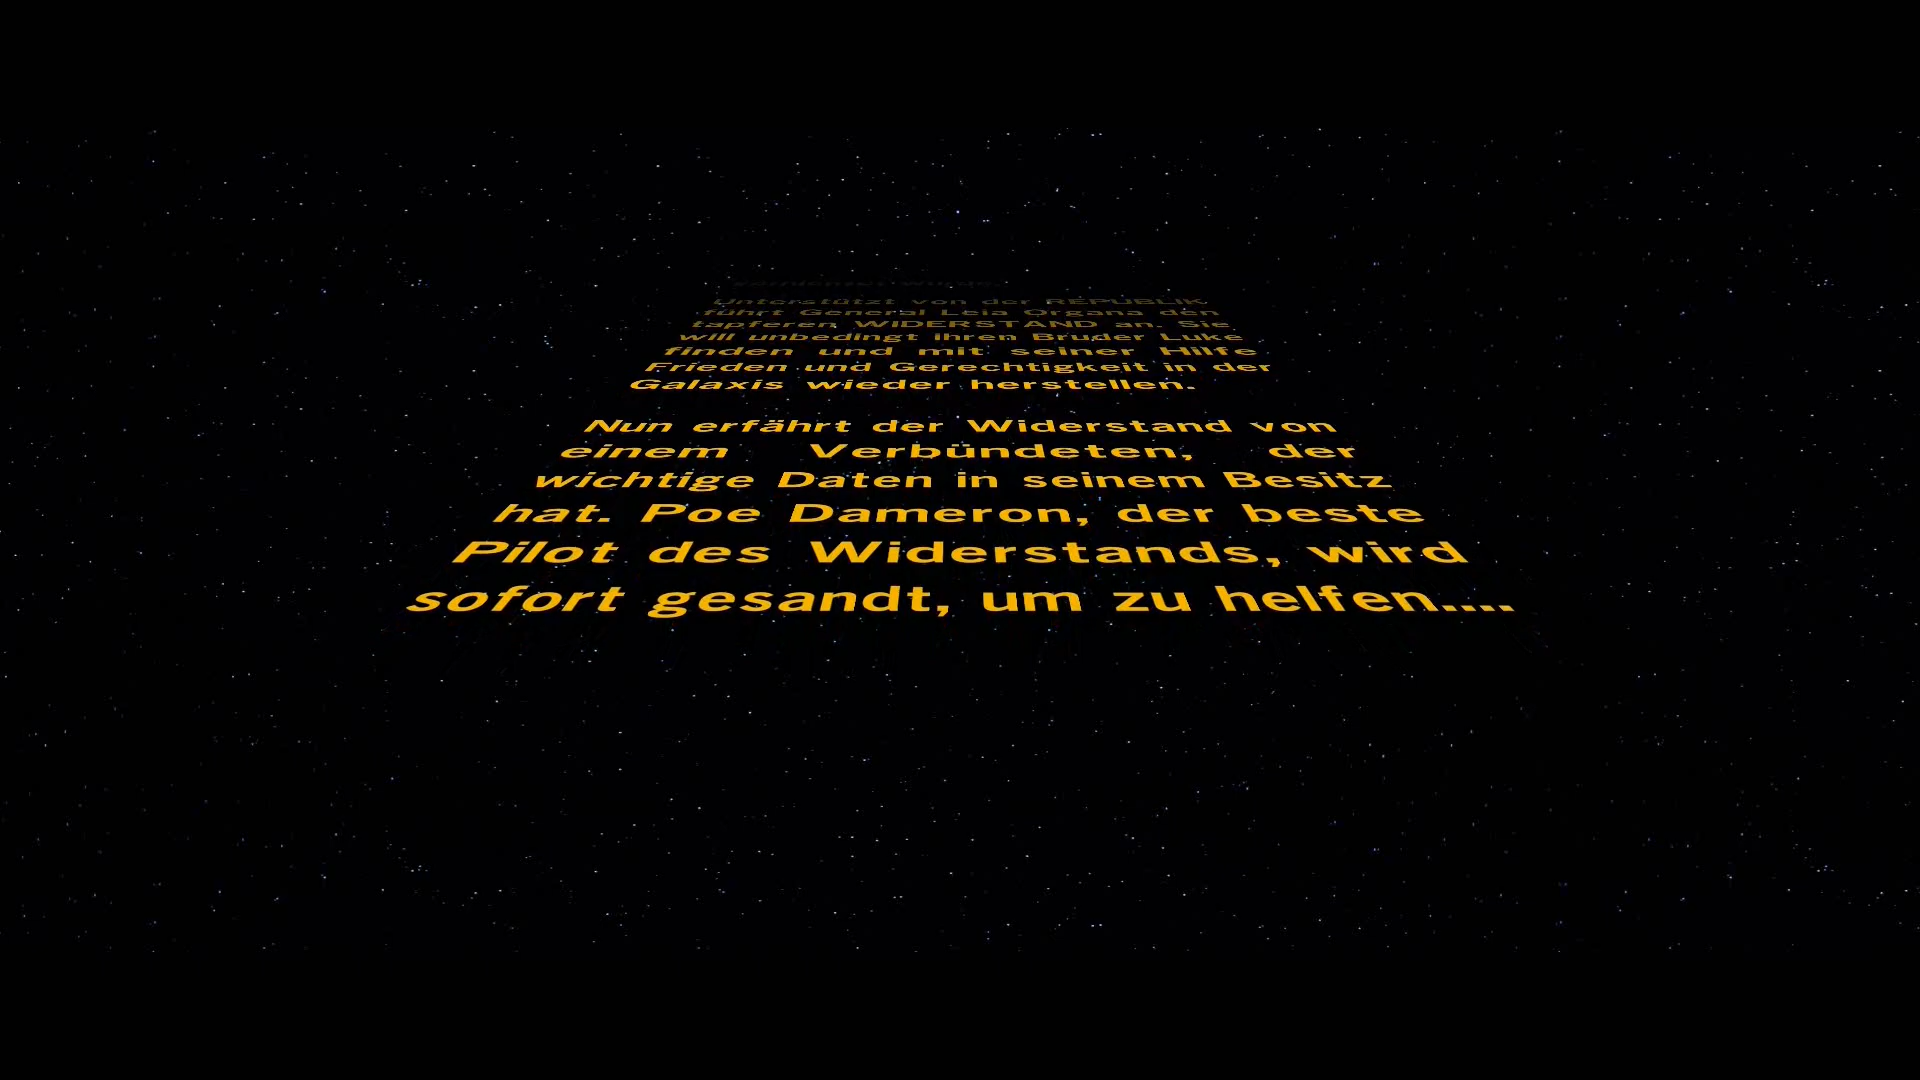 Unterstützt von der REPUBLIK
führt General Leia Organa den
tapferen WIDERSTAND an. Sie
will unbedingt ihren Bruder Luke
finden und mit seiner Hilfe
Frieden und Gerechtigkeit in der
Galaxis wieder herstellen.
Nun erfährt der Widerstand von
einem Verbündeten, der
wichtige Daten in seinem Besitz
hat. Poe Dameron, der beste
Pilot des Widerstands, wird
sofort gesandt, um zu helfen....